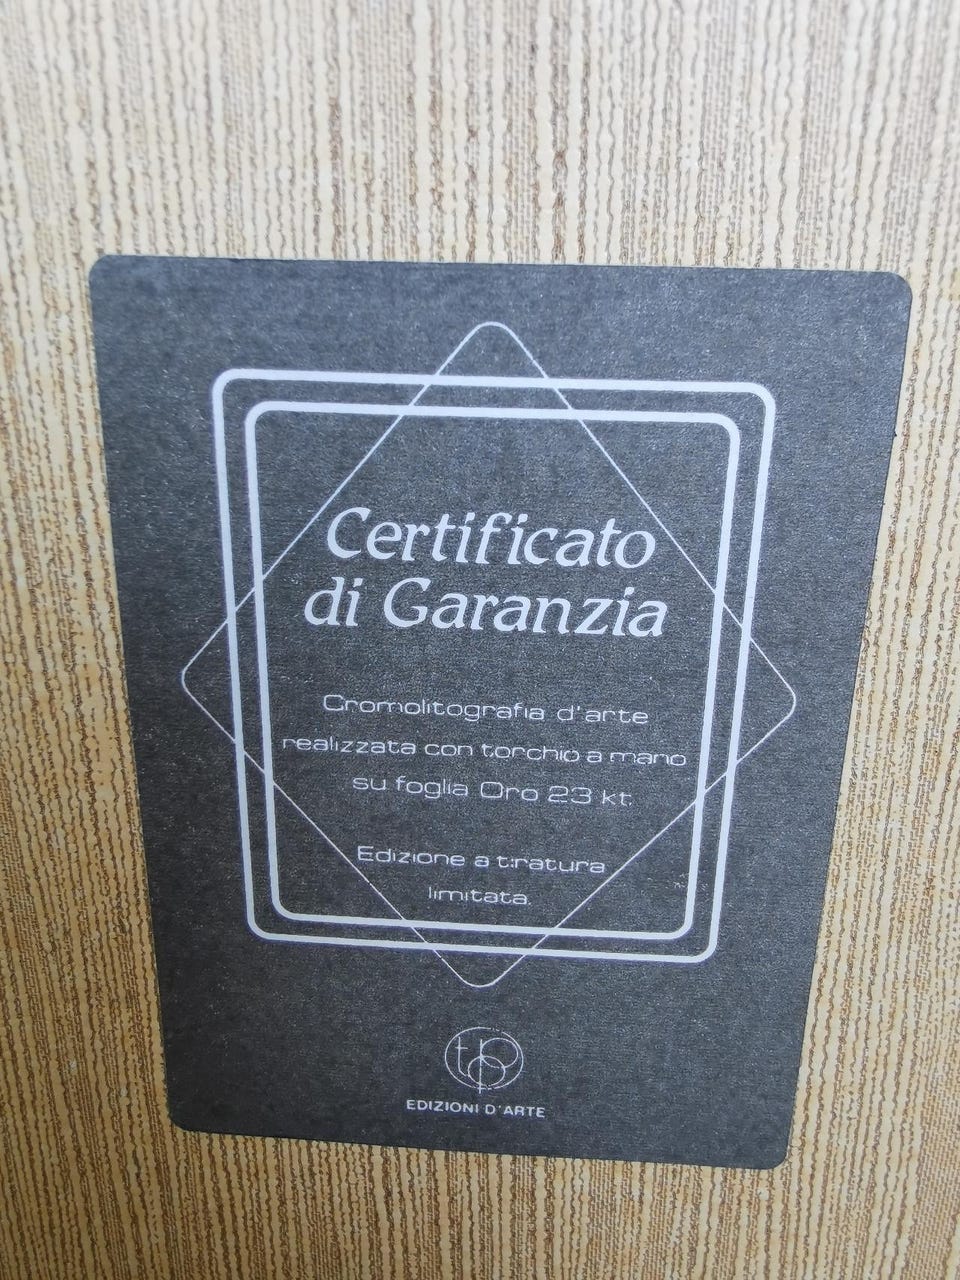 Certificato
di Garanzia
Cromolitografia d'arte
realizzata con torchio a mano
su foglia Oro 23 kt.
Edizione a tiratura
limitata.
EDIZIONI D'ARTE